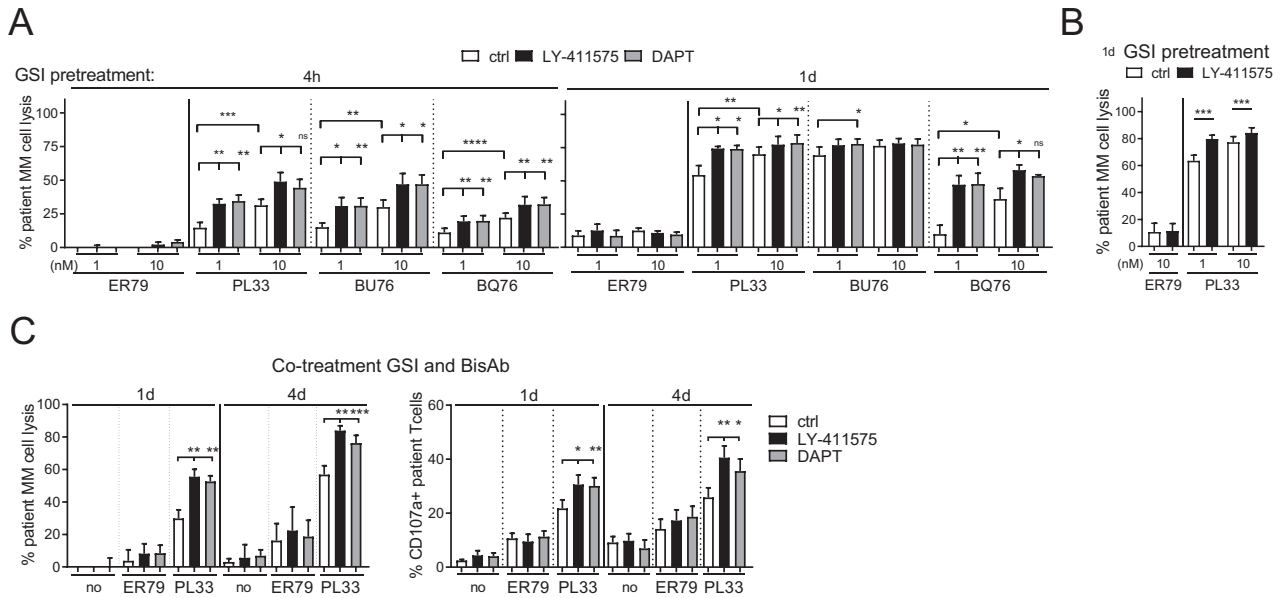 A
ctrl LY-411575 DAPT
GSI pretreatment: 4h 1d
% patient MM cell lysis
100
75
50
25
0
*** ** ** * ns
** * ** * *
**** ** ** ** **
** * * * **
*
* ** ** * ns
(nM) 1 10 1 10 1 10 1 10 1 10 1 10 1 10 1 10
ER79 PL33 BU76 BQ76 ER79 PL33 BU76 BQ76
B
1d GSI pretreatment
ctrl LY-411575
% patient MM cell lysis
100
80
60
40
20
0
*** ***
(nM) 10 1 10
ER79 PL33
C
Co-treatment GSI and BisAb
1d 4d
% patient MM cell lysis
100
80
60
40
20
0
** ** ** ***
no ER79 PL33 no ER79 PL33
1d 4d
% CD107a+ patient Tcells
60
40
20
0
* ** ** *
no ER79 PL33 no ER79 PL33
ctrl
LY-411575
DAPT